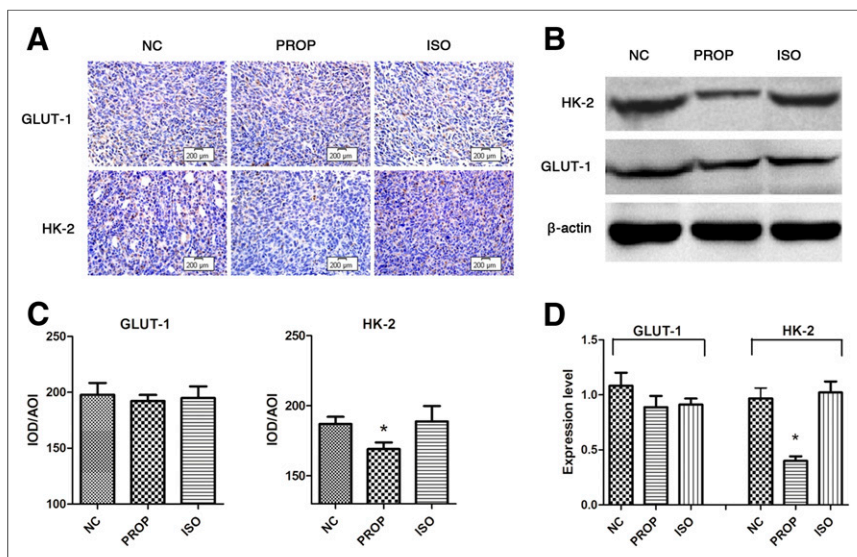 A
NC PROP ISO
GLUT-1
200 µm 200 µm 200 µm
HK-2
200 µm 200 µm 200 µm
B
NC PROP ISO
HK-2
GLUT-1
β-actin
C
GLUT-1
IOD/AOI
250
200
150
100
NC PROP ISO
HK-2
IOD/AOI
250
200
150
*
NC PROP ISO
D
GLUT-1 HK-2
Expression level
1.5
1.0
0.5
0.0
*
NC PROP ISO NC PROP ISO